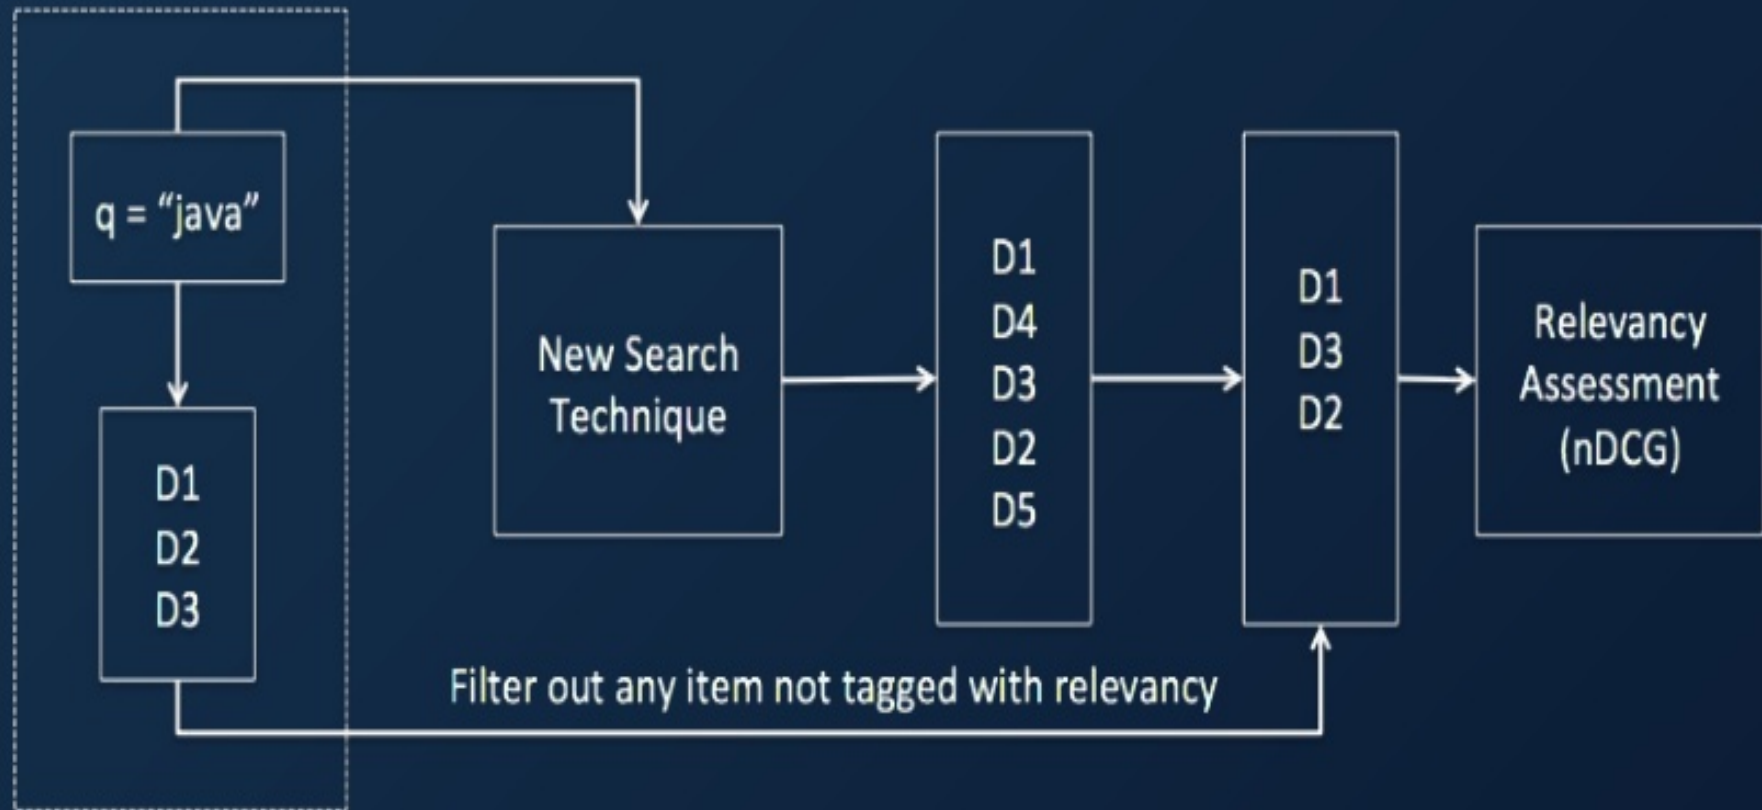 q = “java”
D1
D2
D3
New Search
Technique
D1
D4
D3
D2
D5
D1
D3
D2
Relevancy
Assessment
(nDCG)
Filter out any item not tagged with relevancy